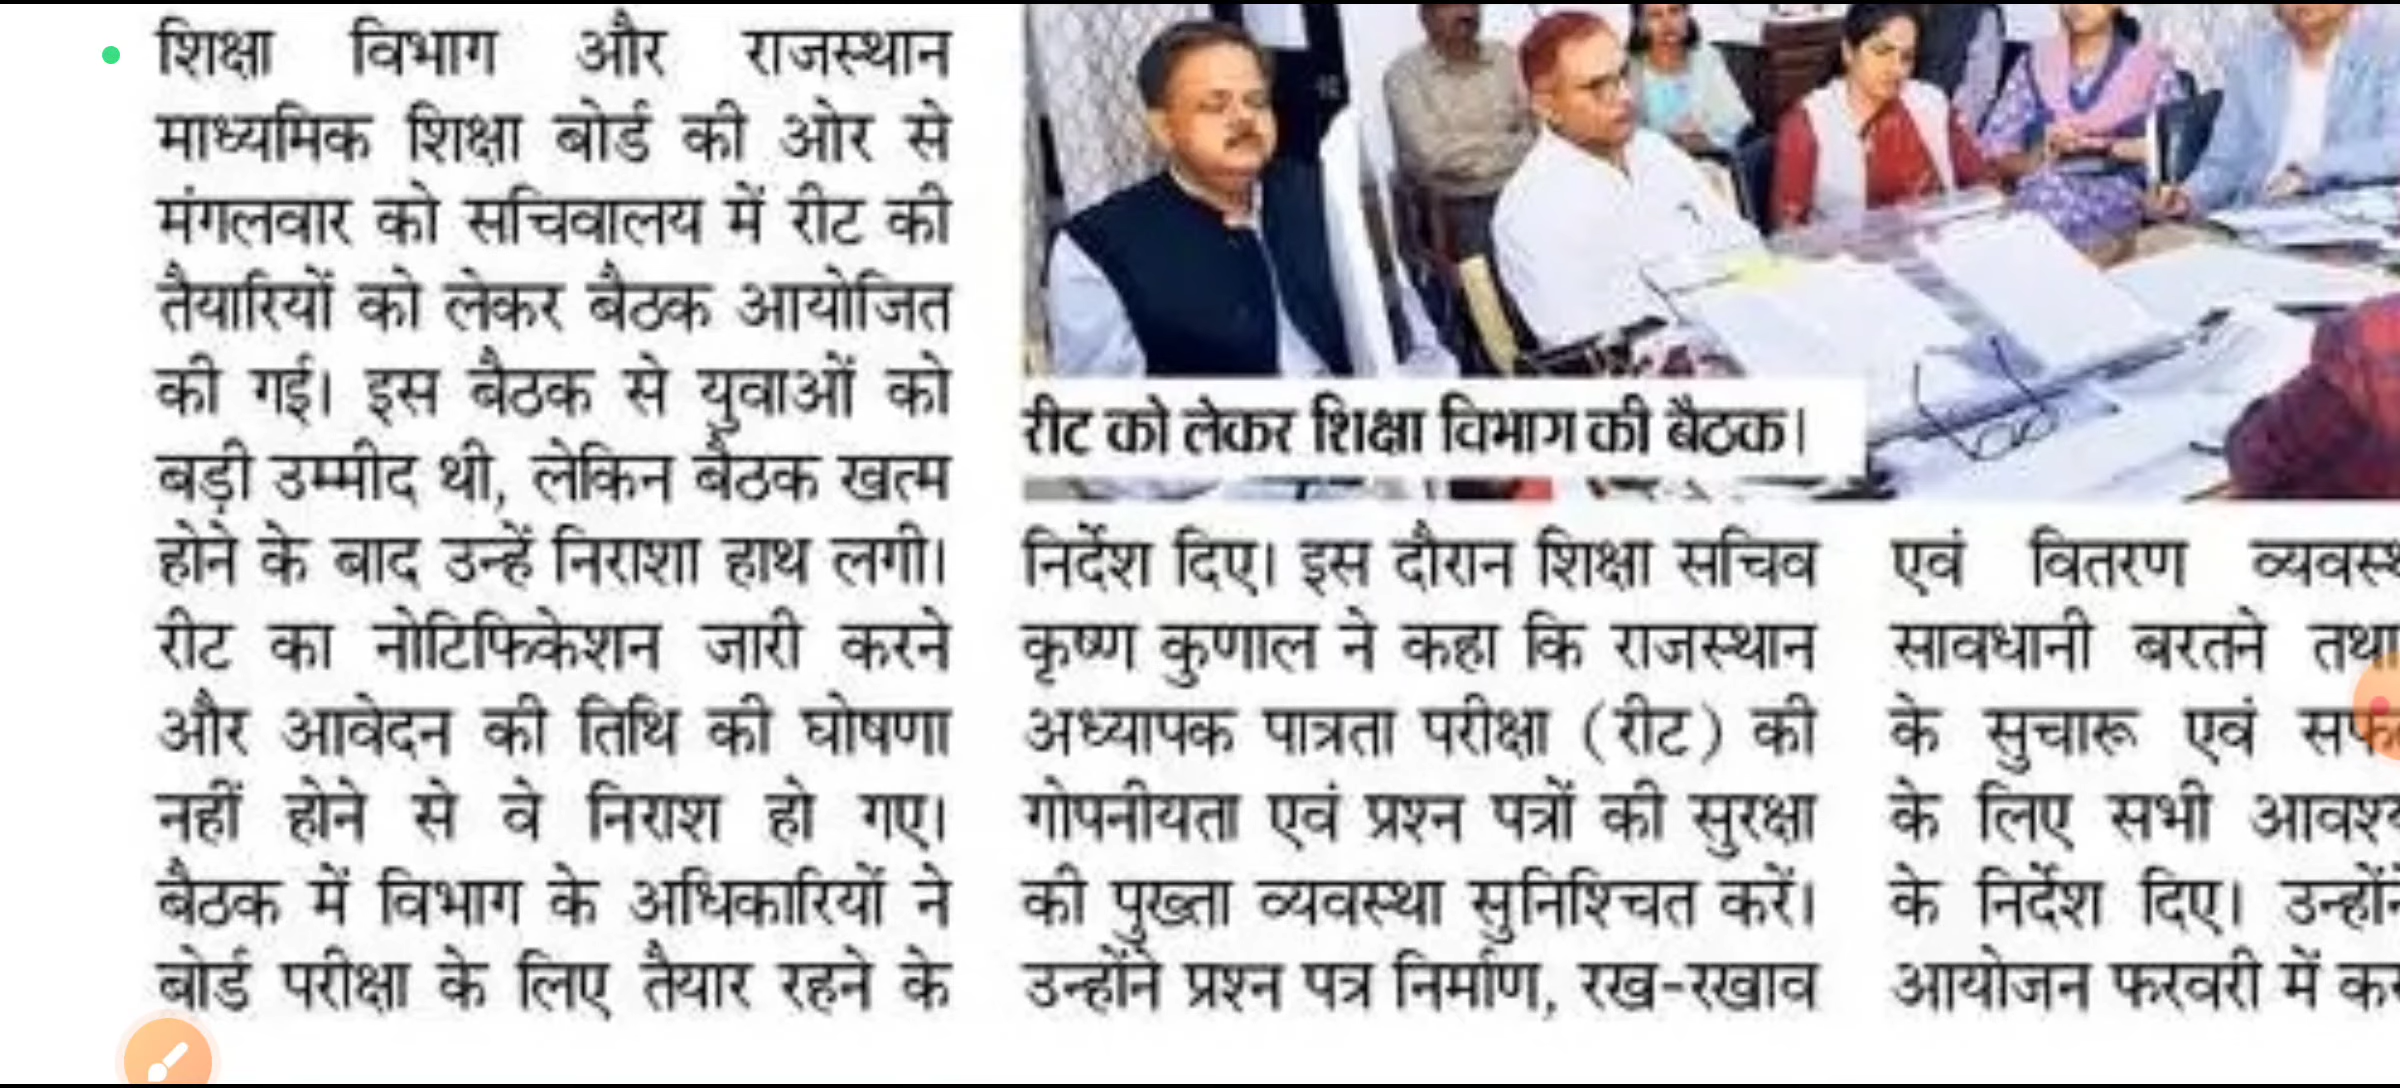 शिक्षा विभाग और राजस्थान
माध्यमिक शिक्षा बोर्ड की ओर से
मंगलवार को सचिवालय में रीट की
तैयारियों को लेकर बैठक आयोजित
की गई। इस बैठक से युवाओं को
बड़ी उम्मीद थी, लेकिन बैठक खत्म
होने के बाद उन्हें निराशा हाथ लगी।
रीट का नोटिफिकेशन जारी करने
और आवेदन की तिथि की घोषणा
नहीं होने से वे निराश हो गए।
बैठक में विभाग के अधिकारियों ने
बोर्ड परीक्षा के लिए तैयार रहने के
रीट को लेकर शिक्षा विभाग की बैठक।
निर्देश दिए। इस दौरान शिक्षा सचिव
कृष्ण कुणाल ने कहा कि राजस्थान
अध्यापक पात्रता परीक्षा (रीट) की
गोपनीयता एवं प्रश्न पत्रों की सुरक्षा
की पुख्ता व्यवस्था सुनिश्चित करें।
उन्होंने प्रश्न पत्र निर्माण, रख-रखाव
एवं वितरण
सावधानी बरतने तथा
के सुचारू एवं
के लिए सभी
के निर्देश दिए।
आयोजन फरवरी में